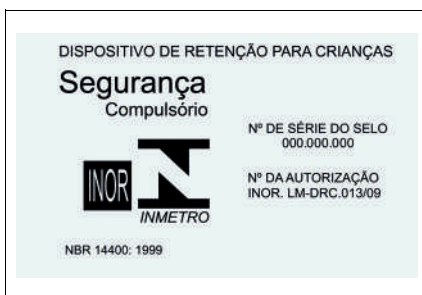 DISPOSITIVO DE RETENÇÃO PARA CRIANÇAS
Segurança
Compulsório
Nº DE SÉRIE DO SELO
000.000.000
Nº DA AUTORIZAÇÃO
INOR. LM-DRC.013/09
INOR
INMETRO
NBR 14400: 1999